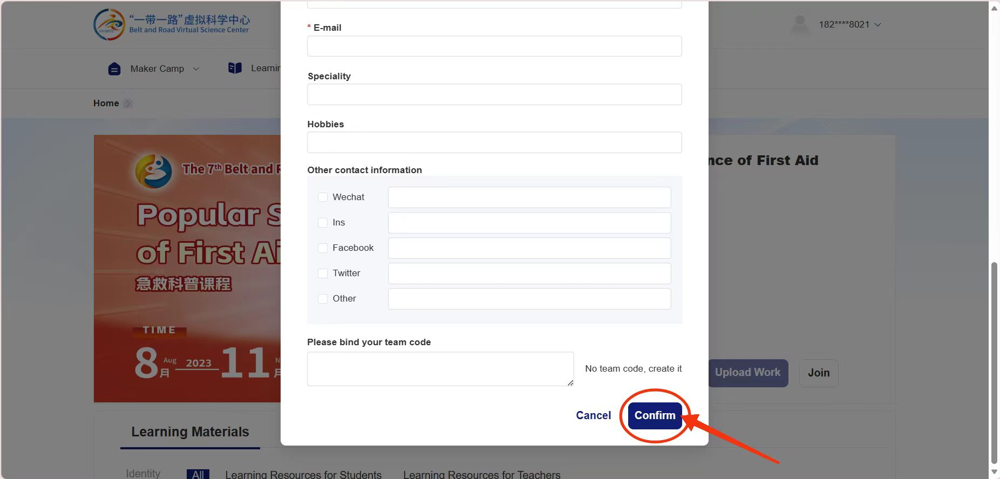 “一带一路”虚拟科学中心
Belt and Road Virtual Science Center
BRISECC
182****8021
Maker Camp
Learnin
Home
* E-mail
Speciality
Hobbies
Other contact information
Wechat
Ins
Facebook
Twitter
Other
Please bind your team code
No team code, create it
Cancel
Confirm
The 7th Belt and R
Popular S
of First Ai
急救科普课程
TIME
8月 Aug 2023 11月 N
nce of First Aid
Upload Work
Join
Learning Materials
Identity
All
Learning Resources for Students
Learning Resources for Teachers